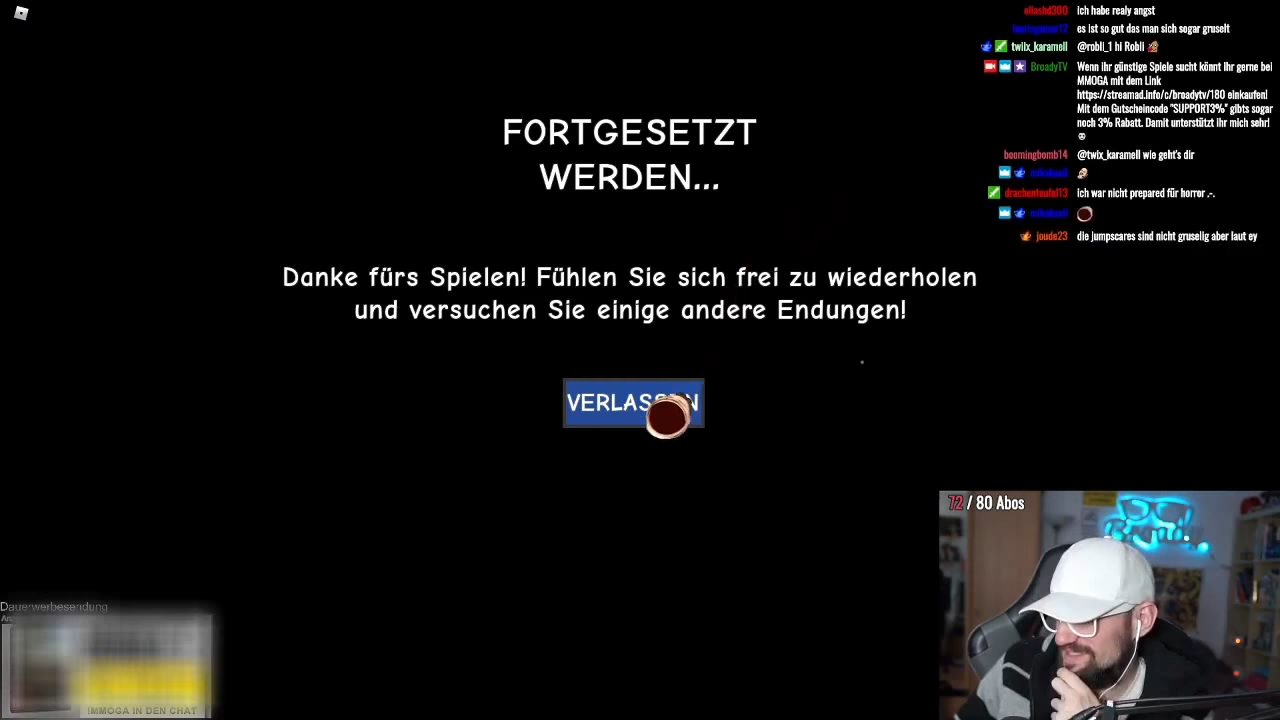 eliashd300 ich habe realy angst
es ist so gut das man sich sogar gruselt
twiix_karamell @robli_1 hi Robli
BroadyTV Wenn ihr günstige Spiele sucht könnt ihr gerne bei
MMOGA mit dem Link
https://streamad.info/c/broadytv/180 einkaufen!
Mit dem Gutscheincode "SUPPORT3%" gibts sogar
noch 3% Rabatt. Damit unterstützt ihr mich sehr!
boomingbomb14 @twix_karamell wie geht's dir
drachenteufel13 ich war nicht prepared für horror .-.
joude23 die jumpscares sind nicht gruselig aber laut ey
FORTGESETZT
WERDEN...
Danke fürs Spielen! Fühlen Sie sich frei zu wiederholen
und versuchen Sie einige andere Endungen!
VERLASSEN
72 / 80 Abos
Dauerwerbesendung
!MMOGA IN DEN CHAT